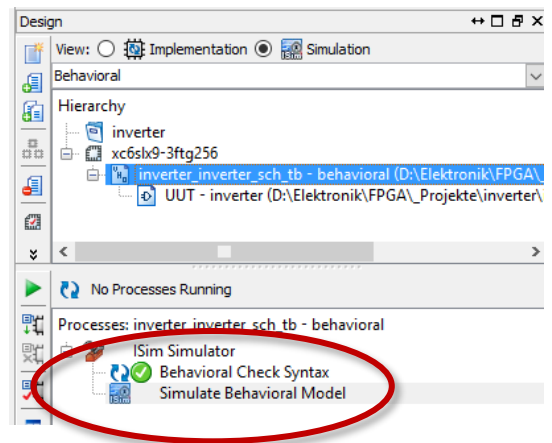 Design
View: Implementation Simulation
Behavioral
Hierarchy
inverter
xc6slx9-3ftg256
inverter_inverter_sch_tb - behavioral (D:\Elektronik\FPGA\_
UUT - inverter (D:\Elektronik\FPGA\_Projekte\inverter\
No Processes Running
Processes: inverter_inverter_sch_tb - behavioral
ISim Simulator
Behavioral Check Syntax
Simulate Behavioral Model